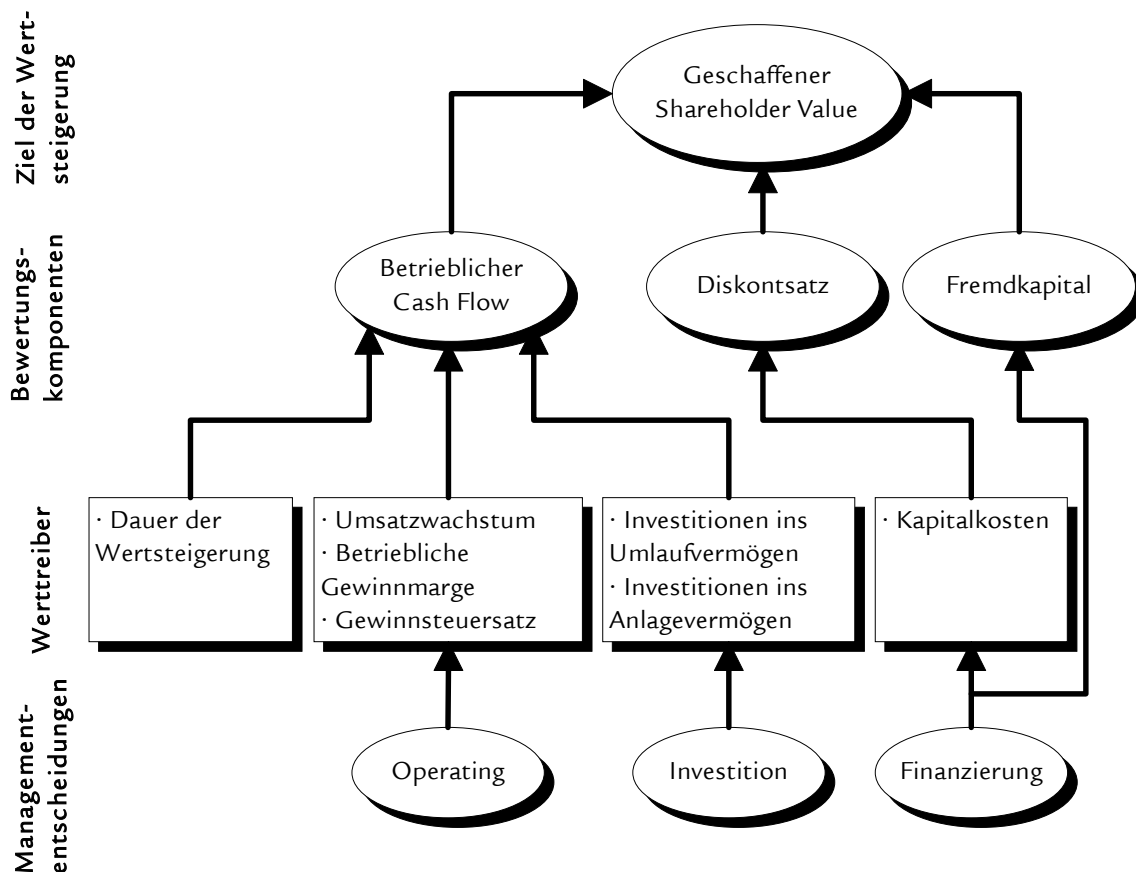 Ziel der Wert-
steigerung
Geschaffener
Shareholder Value
Bewertungs-
komponenten
Betrieblicher
Cash Flow
Diskontsatz
Fremdkapital
Werttreiber
· Dauer der
Wertsteigerung
· Umsatzwachstum
· Betriebliche
Gewinnmarge
· Gewinnsteuersatz
· Investitionen ins
Umlaufvermögen
· Investitionen ins
Anlagevermögen
· Kapitalkosten
Management-
entscheidungen
Operating
Investition
Finanzierung